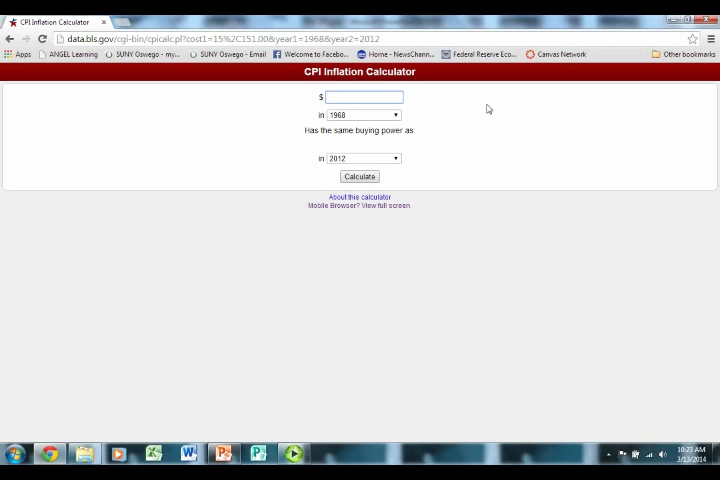 CPI Inflation Calculator
data.bls.gov/cgi-bin/cpicalc.pl?cost1=15%2C151.00&year1=1968&year2=2012
Apps ANGEL Learning SUNY Oswego - my... SUNY Oswego - Email Welcome to Facebo... Home - NewsChann... Federal Reserve Eco... Canvas Network Other bookmarks
CPI Inflation Calculator
$
in 1968
Has the same buying power as:
in 2012
Calculate
About this calculator
Mobile Browser? View full screen
10:23 AM
3/13/2014